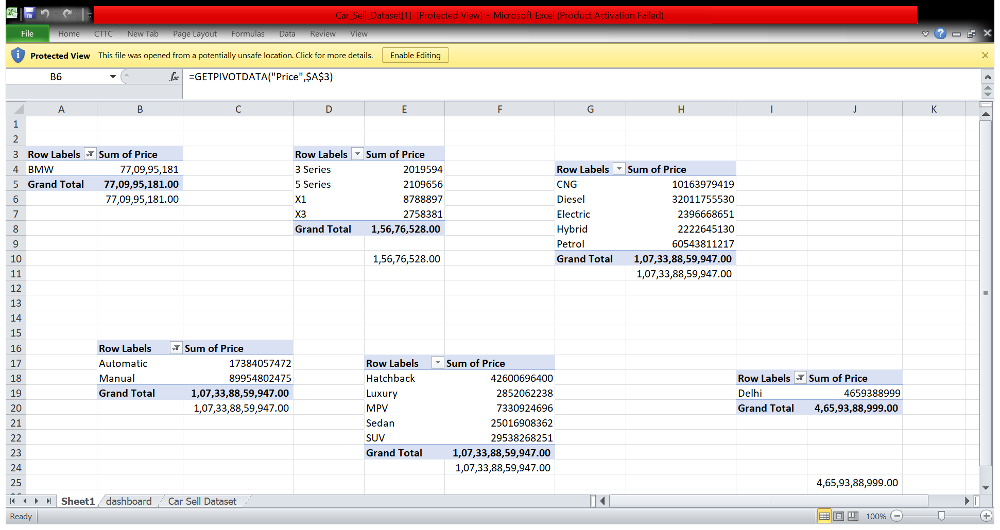 Car_Sell_Dataset[1] [Protected View] - Microsoft Excel (Product Activation Failed)
File Home CTTC New Tab Page Layout Formulas Data Review View
Protected View This file was opened from a potentially unsafe location. Click for more details. Enable Editing
B6 fx =GETPIVOTDATA("Price",$A$3)
A B C D E F G H I J K
1
2
3 Row Labels Sum of Price Row Labels Sum of Price
4 BMW 77,09,95,181 3 Series 2019594 Row Labels Sum of Price
5 Grand Total 77,09,95,181.00 5 Series 2109656 CNG 10163979419
6 77,09,95,181.00 X1 8788897 Diesel 32011755530
7 X3 2758381 Electric 2396668651
8 Grand Total 1,56,76,528.00 Hybrid 2222645130
9 Petrol 60543811217
10 1,56,76,528.00 Grand Total 1,07,33,88,59,947.00
11 1,07,33,88,59,947.00
12
13
14
15
16 Row Labels Sum of Price
17 Automatic 17384057472 Row Labels Sum of Price
18 Manual 89954802475 Hatchback 42600696400 Row Labels Sum of Price
19 Grand Total 1,07,33,88,59,947.00 Luxury 2852062238 Delhi 4659388999
20 1,07,33,88,59,947.00 MPV 7330924696 Grand Total 4,65,93,88,999.00
21 Sedan 25016908362
22 SUV 29538268251
23 Grand Total 1,07,33,88,59,947.00
24 1,07,33,88,59,947.00
25 4,65,93,88,999.00
Sheet1 dashboard Car Sell Dataset
Ready 100%